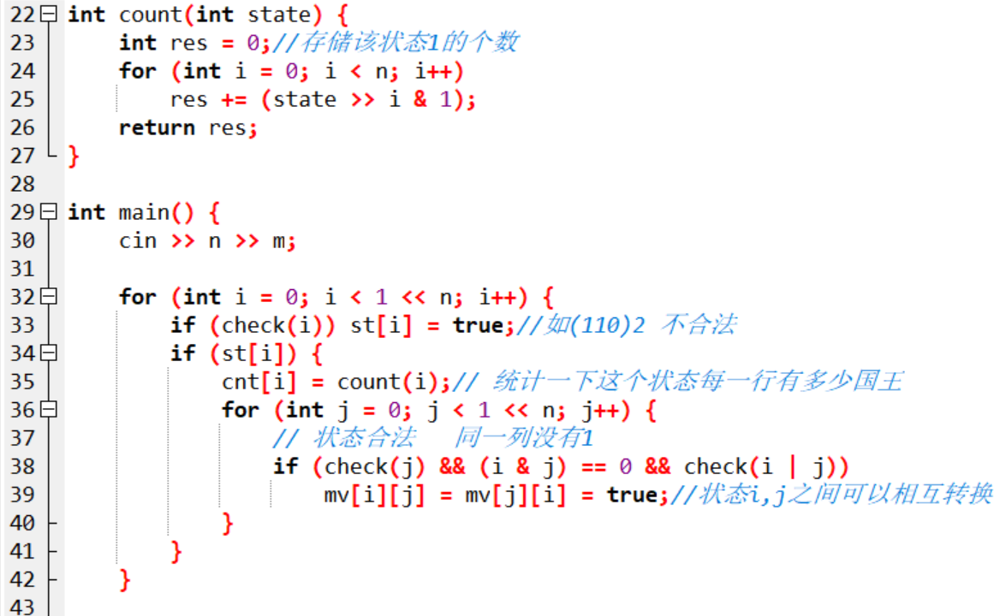 22 int count(int state) {
23     int res = 0;//存储该状态1的个数
24     for (int i = 0; i < n; i++)
25         res += (state >> i & 1);
26     return res;
27 }
28
29 int main() {
30     cin >> n >> m;
31
32     for (int i = 0; i < 1 << n; i++) {
33         if (check(i)) st[i] = true;//如(110)2 不合法
34         if (st[i]) {
35             cnt[i] = count(i);// 统计一下这个状态每一行有多少国王
36             for (int j = 0; j < 1 << n; j++) {
37                 // 状态合法   同一列没有1
38                 if (check(j) && (i & j) == 0 && check(i | j))
39                     mv[i][j] = mv[j][i] = true;//状态i,j之间可以相互转换
40             }
41         }
42     }
43